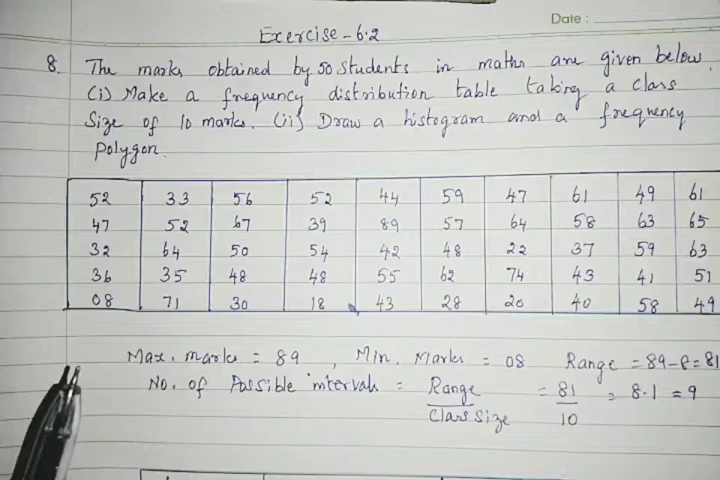 Date :
Exercise - 6.2
8. The marks obtained by 50 students in maths are given below.
(i) Make a frequency distribution table taking a class
Size of 10 marks. (ii) Draw a histogram and a frequency
polygon.
52 33 56 52 44 59 47 61 49 61
47 52 67 39 89 57 64 58 63 65
32 64 50 54 42 48 22 37 59 63
36 35 48 48 55 62 74 43 41 51
08 71 30 18 43 28 20 40 58 49
Max. marks = 89 , Min. Marks = 08 Range = 89-8=81
No. of Possible intervals = Range / Class size = 81 / 10 = 8.1 = 9